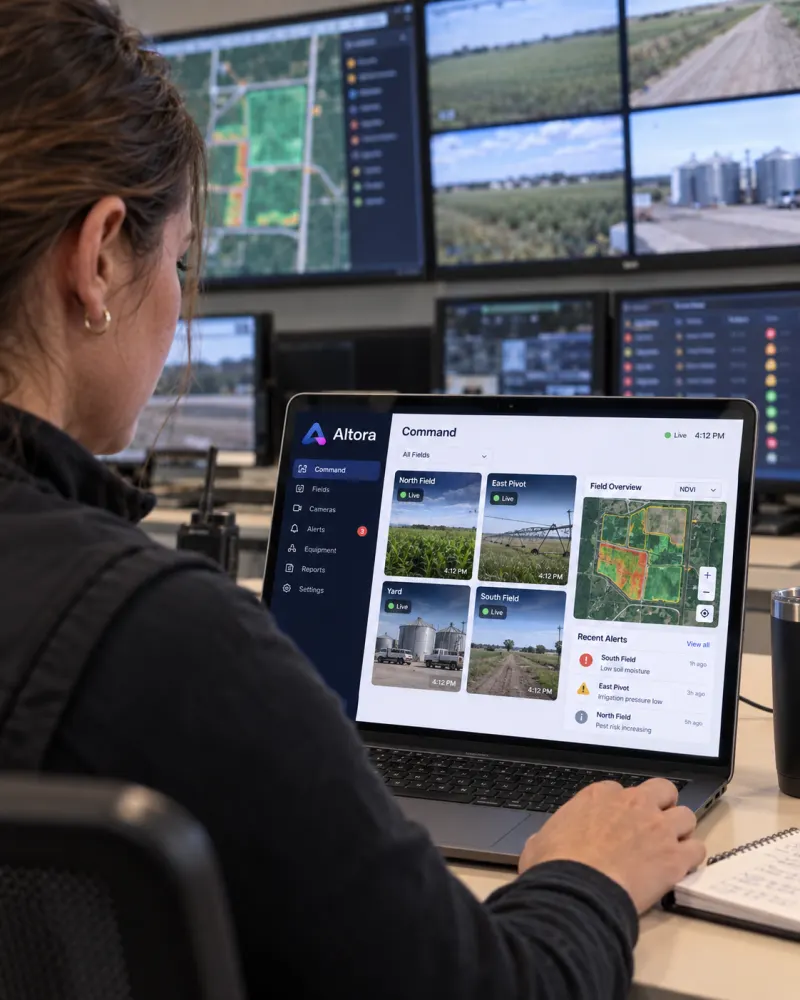 Altora
Command
Fields
Cameras
Alerts
3
Equipment
Reports
Settings
Command
Live
4:12 PM
All Fields
North Field
Live
4:12 PM
East Pivot
Live
4:12 PM
Yard
Live
4:12 PM
South Field
Live
4:12 PM
Field Overview
NDVI
+
−
Recent Alerts
View all
South Field
Low soil moisture
1h ago
East Pivot
Irrigation pressure low
3h ago
North Field
Pest risk increasing
5h ago